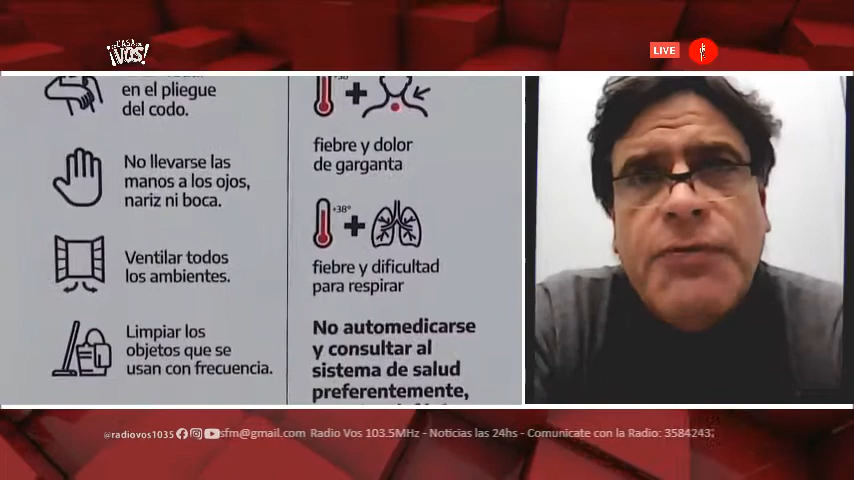 CASA
¡VOS!
LIVE
en el pliegue
del codo.
No llevarse las
manos a los ojos,
nariz ni boca.
Ventilar todos
los ambientes.
Limpiar los
objetos que se
usan con frecuencia.
fiebre y dolor
de garganta
+38°
fiebre y dificultad
para respirar
No automedicarse
y consultar al
sistema de salud
preferentemente,
@radiovos1035 sfm@gmail.com Radio Vos 103.5MHz - Noticias las 24hs - Comunicate con la Radio: 3584243